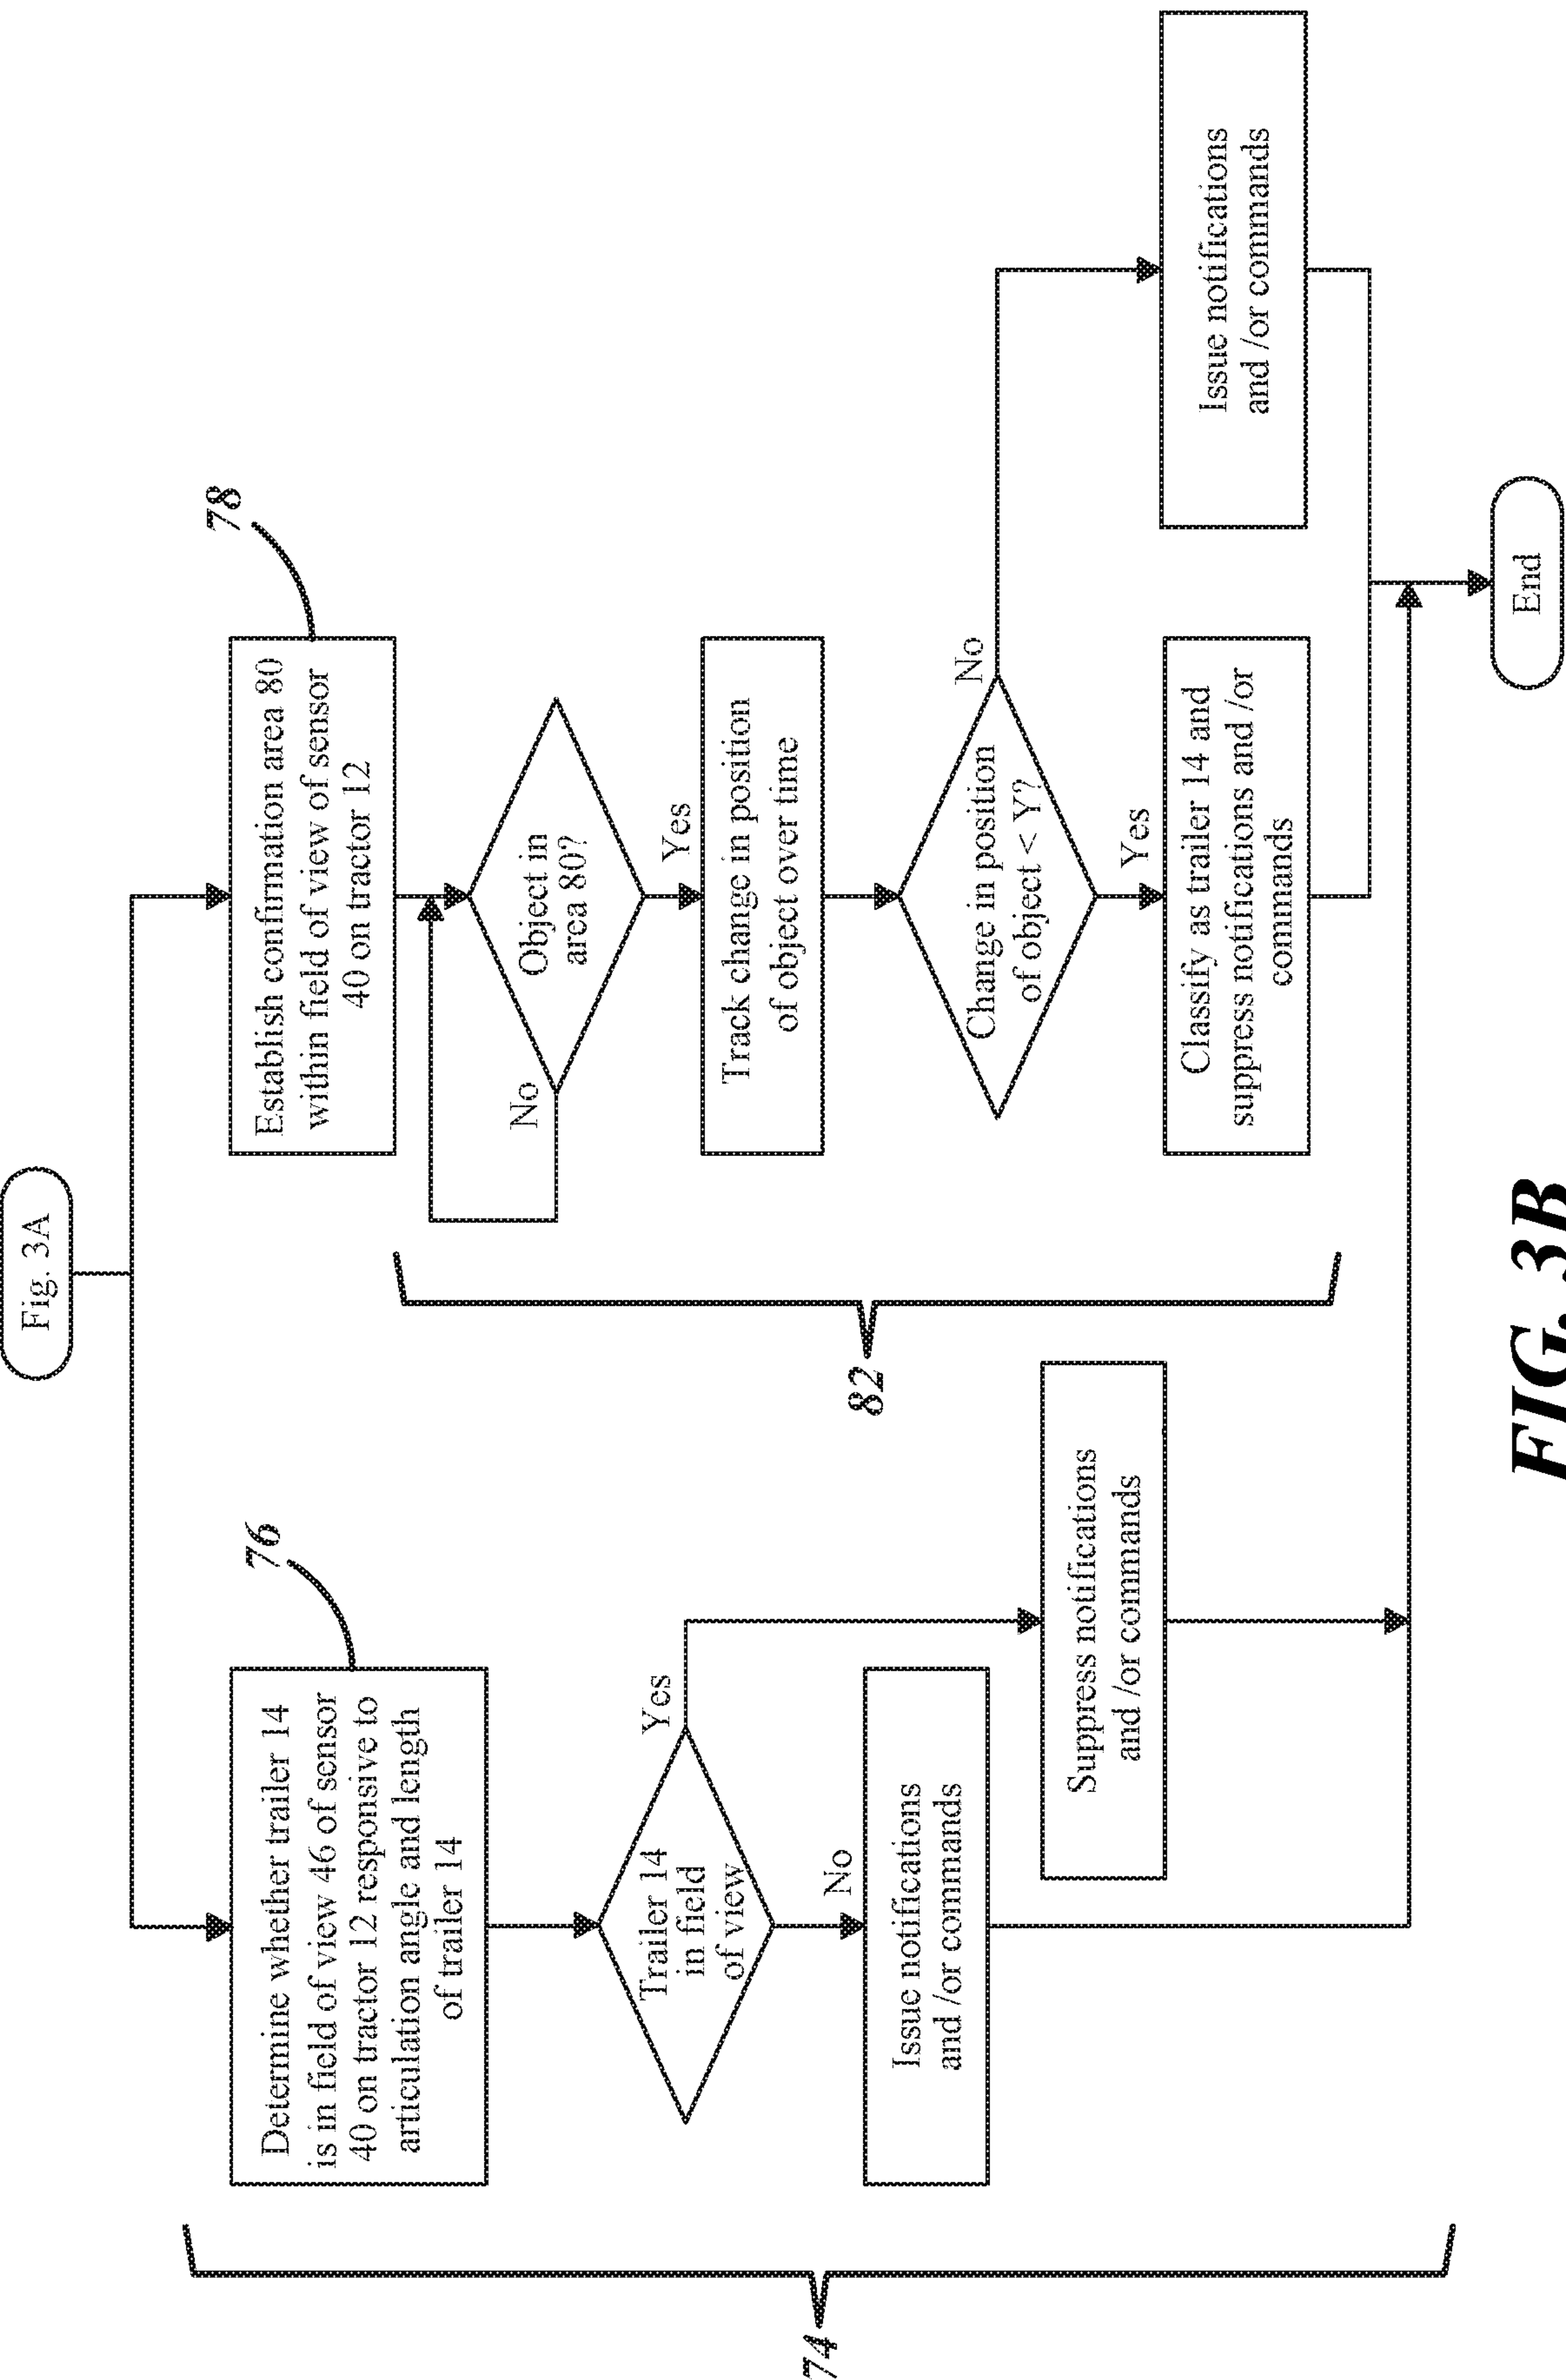 Fig. 3A
74
76
Determine whether trailer 14
is in field of view 46 of sensor
40 on tractor 12 responsive to
articulation angle and length
of trailer 14
Trailer 14
in field
of view
Yes
No
Issue notifications
and /or commands
Suppress notifications
and /or commands
78
Establish confirmation area 80
within field of view of sensor
40 on tractor 12
82
Object in
area 80?
No
Yes
Track change in position
of object over time
Change in position
of object < Y?
No
Yes
Classify as trailer 14 and
suppress notifications and /or
commands
Issue notifications
and /or commands
End
FIG. 3B